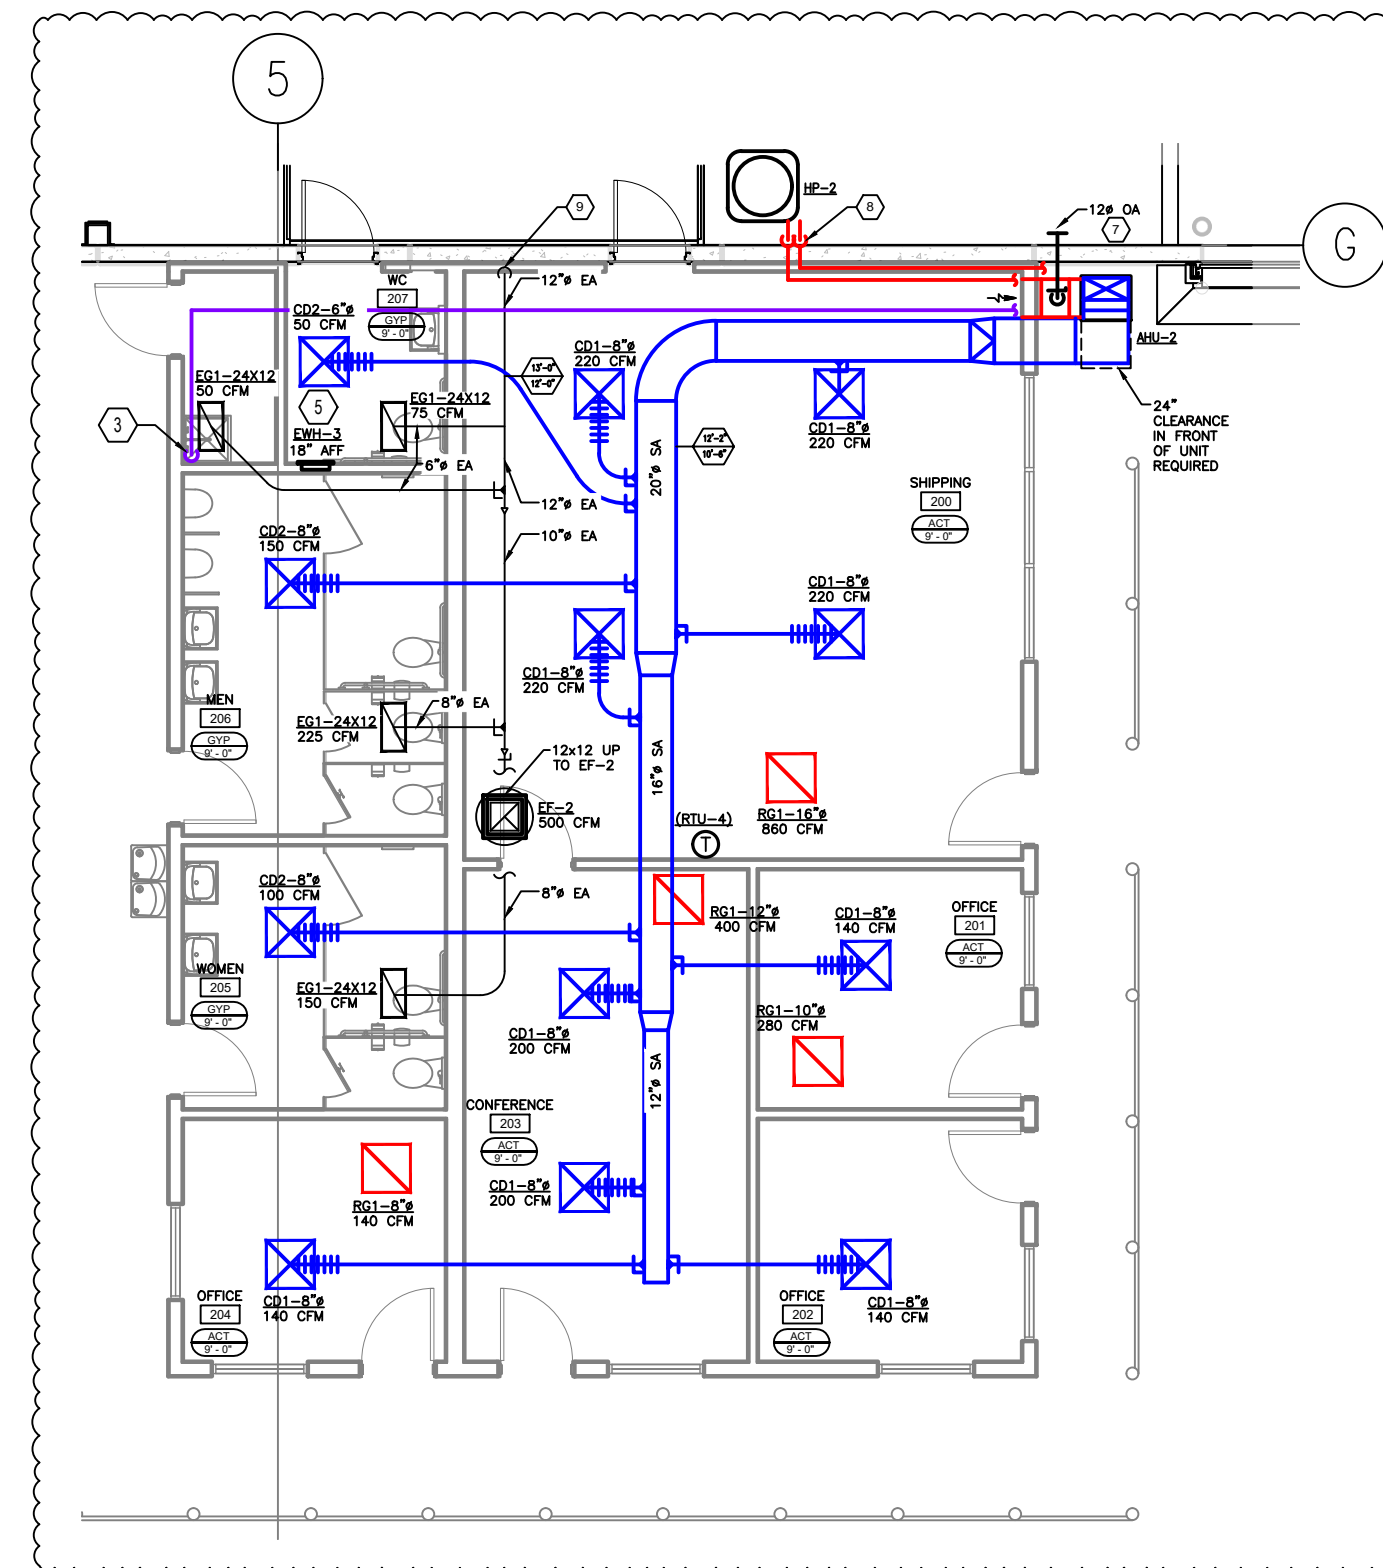 5
HP-2
8
9
12ø OA
7
G
12"ø EA
WC
207
GYP
9' - 0"
CD2-6"ø
50 CFM
AHU-2
CD1-8"ø
220 CFM
13'-0"
12'-0"
EG1-24X12
50 CFM
EG1-24X12
75 CFM
3
5
EWH-3
18" AFF
6"ø EA
CD1-8"ø
220 CFM
12'-2"
10'-6"
24"
CLEARANCE
IN FRONT
OF UNIT
REQUIRED
20"ø SA
SHIPPING
200
ACT
9' - 0"
12"ø EA
10"ø EA
CD2-8"ø
150 CFM
CD1-8"ø
220 CFM
CD1-8"ø
220 CFM
MEN
206
GYP
9' - 0"
8"ø EA
EG1-24X12
225 CFM
12x12 UP
TO EF-2
16"ø SA
EF-2
500 CFM
(RTU-4)
T
RG1-16"ø
860 CFM
CD2-8"ø
100 CFM
8"ø EA
RG1-12"ø
400 CFM
CD1-8"ø
140 CFM
OFFICE
201
ACT
9' - 0"
WOMEN
205
GYP
9' - 0"
EG1-24X12
150 CFM
CD1-8"ø
200 CFM
RG1-10"ø
280 CFM
12"ø SA
CONFERENCE
203
ACT
9' - 0"
CD1-8"ø
200 CFM
RG1-8"ø
140 CFM
OFFICE
204
ACT
9' - 0"
CD1-8"ø
140 CFM
OFFICE
202
ACT
9' - 0"
CD1-8"ø
140 CFM